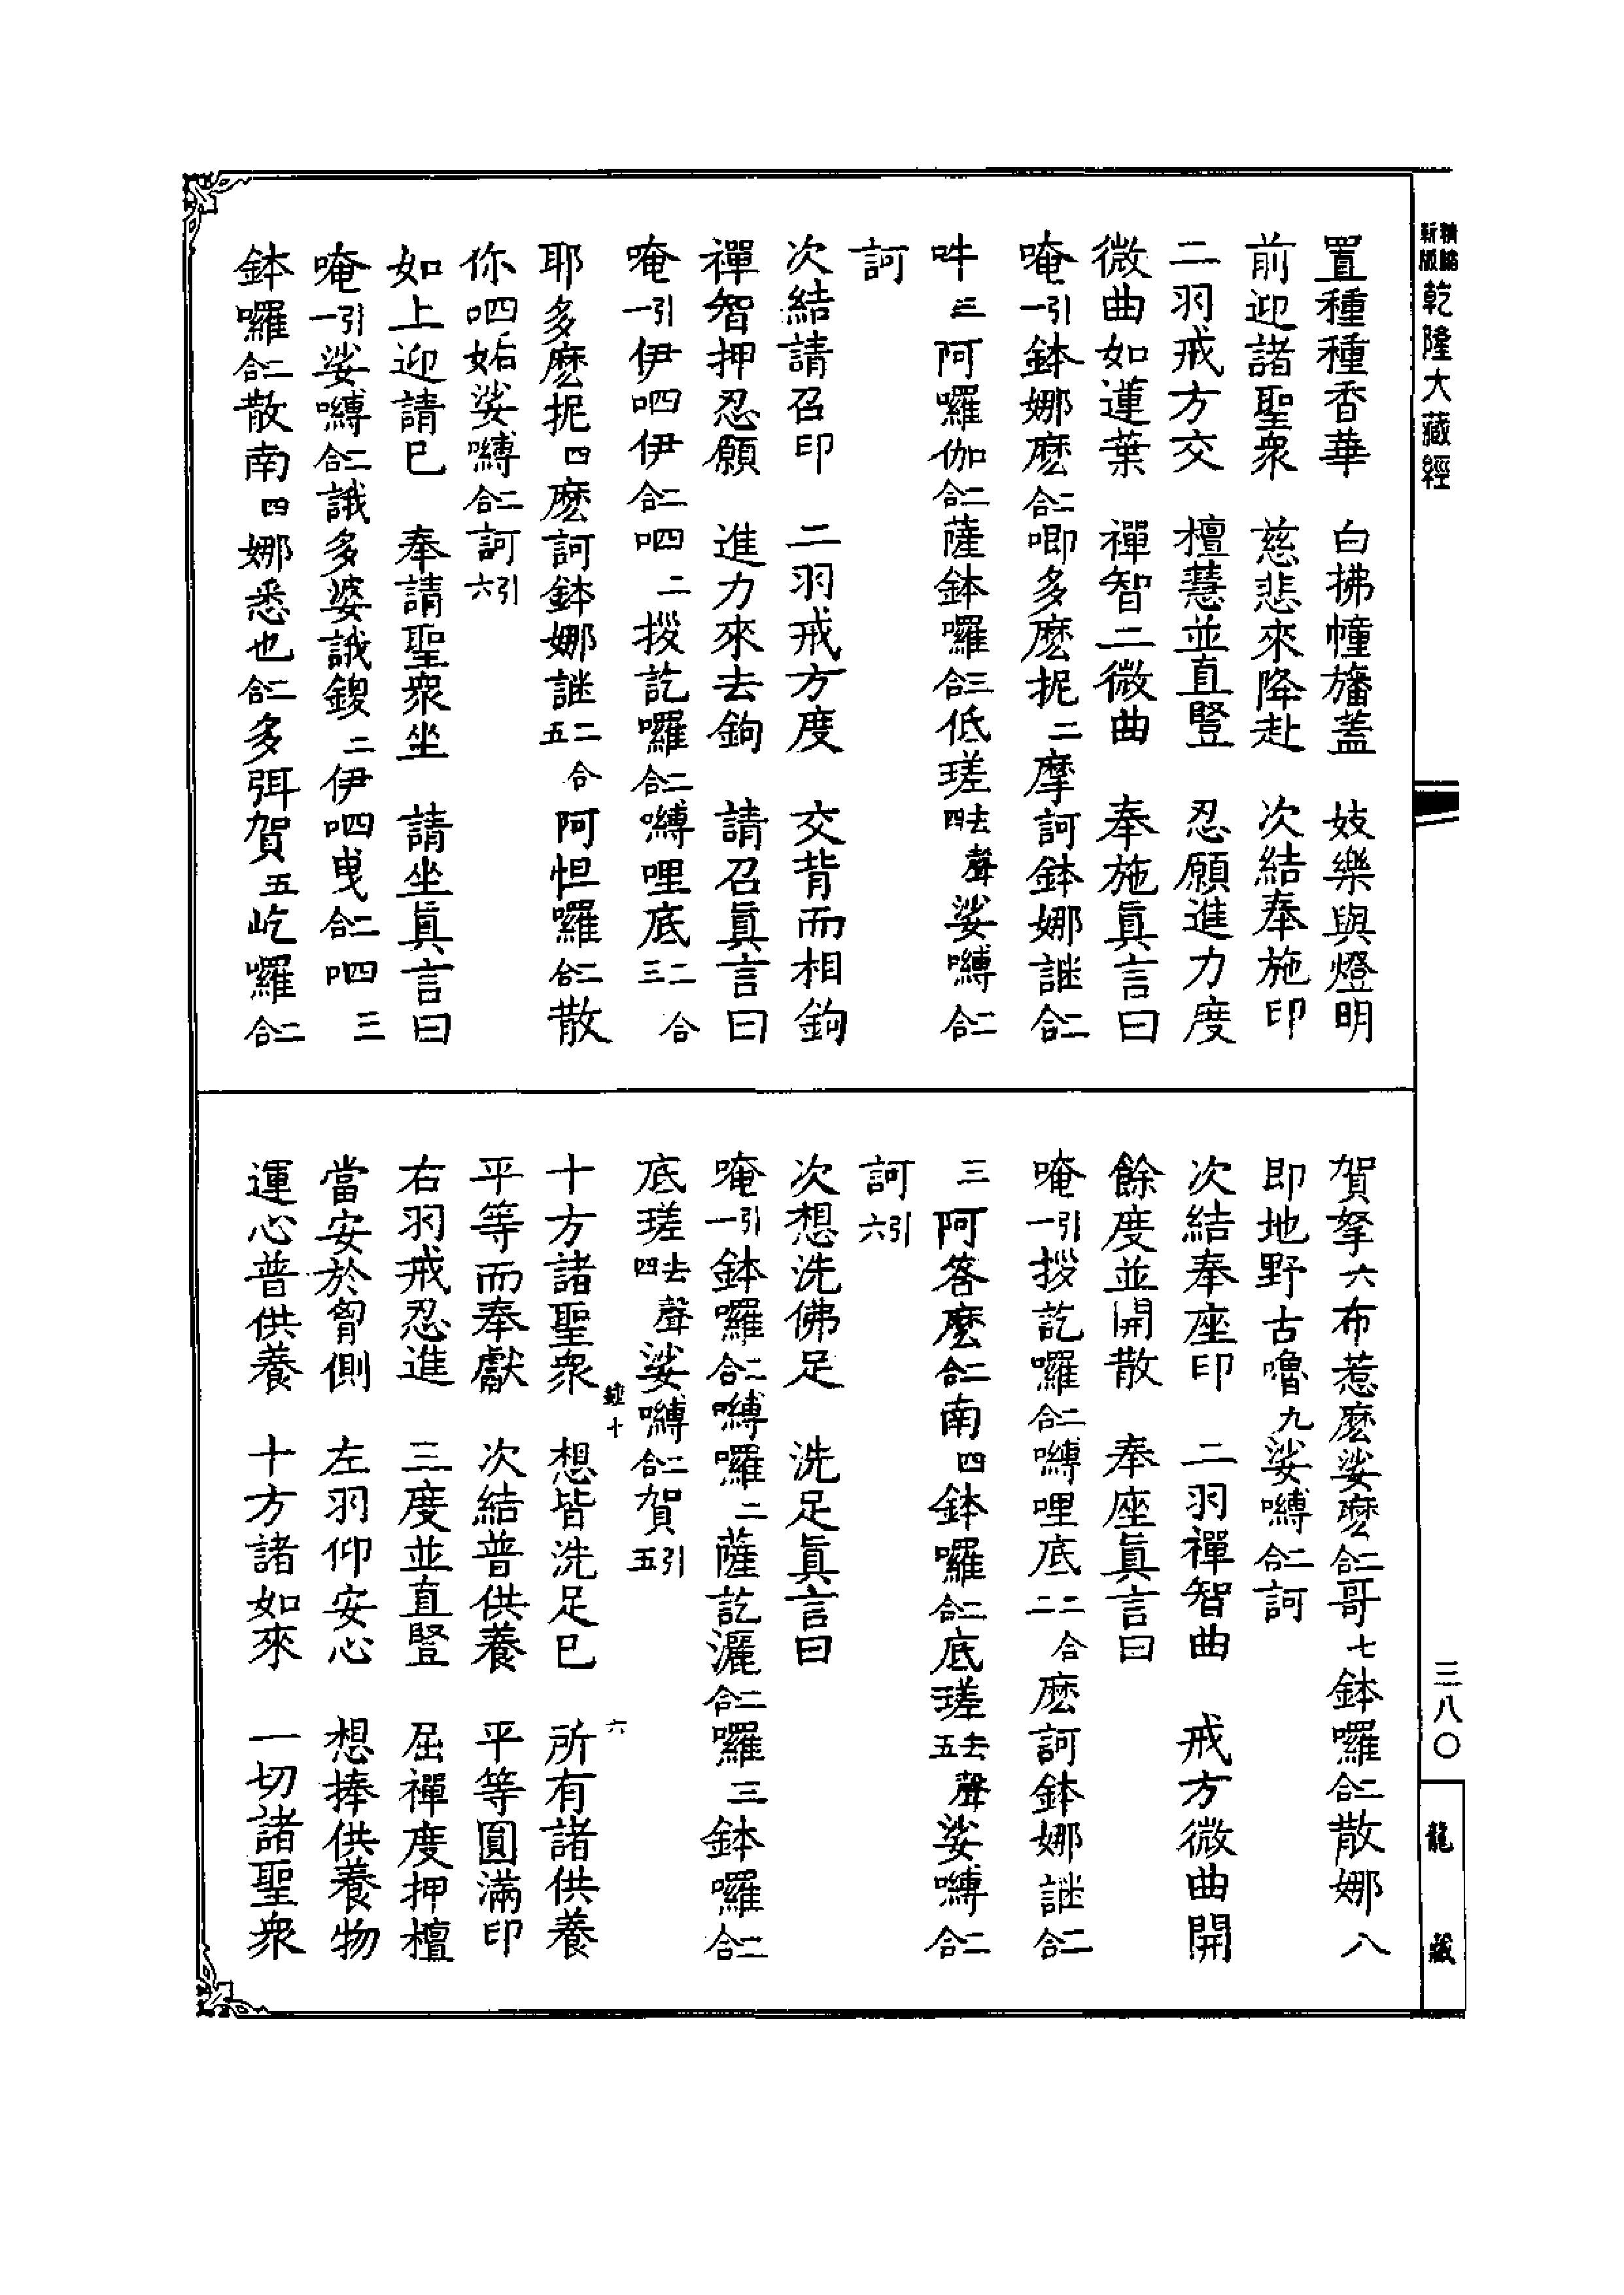 新版精縮乾隆大藏經
三八〇
龍藏
置種種香華　白拂幢旛蓋　妓樂與燈明
前迎諸聖衆　慈悲來降赴　次結奉施印
二羽戒方交　檀慧並直豎　忍願進力度
微曲如蓮葉　禪智二微曲　奉施眞言曰
唵引一鉢娜麽二合唧多麽抳二摩訶鉢娜謎二合
吽三阿囉伽二合薩鉢囉三合低瑳去聲四娑嚩二合
訶
次結請召印　二羽戒方度　交背而相鉤
禪智押忍願　進力來去鉤　請召眞言曰
唵引一伊呬伊二合呬二拶訖囉二合嚩哩底二合三
耶多麽抳四麽訶鉢娜謎二合五阿怛囉二合散
你呬妬娑嚩二合訶引六
如上迎請已　奉請聖衆坐　請坐眞言曰
唵引一娑嚩二合誐多婆誐鍐二伊呬曳二合呬三
鉢囉二合散南四娜悉也二合多弭賀五屹囉二合
賀拏六布惹麽娑麽二合哥七鉢囉二合散娜八
即地野古嚕九娑嚩二合訶
次結奉座印　二羽禪智曲　戒方微曲開
餘度並開散　奉座眞言曰
唵引一拶訖囉二合嚩哩底二合二麽訶鉢娜謎二合
三阿答麽二合南四鉢囉二合底瑳去聲五娑嚩二合
訶引六
次想洗佛足　洗足眞言曰
唵引一鉢囉二合嚩囉二薩訖灑二合囉三鉢囉二合
底瑳去聲四娑嚩二合賀引五
十
六
十方諸聖衆　想皆洗足已　所有諸供養
平等而奉獻　次結普供養　平等圓滿印
右羽戒忍進　三度並直豎　屈禪度押檀
當安於胷側　左羽仰安心　想捧供養物
運心普供養　十方諸如來　一切諸聖衆